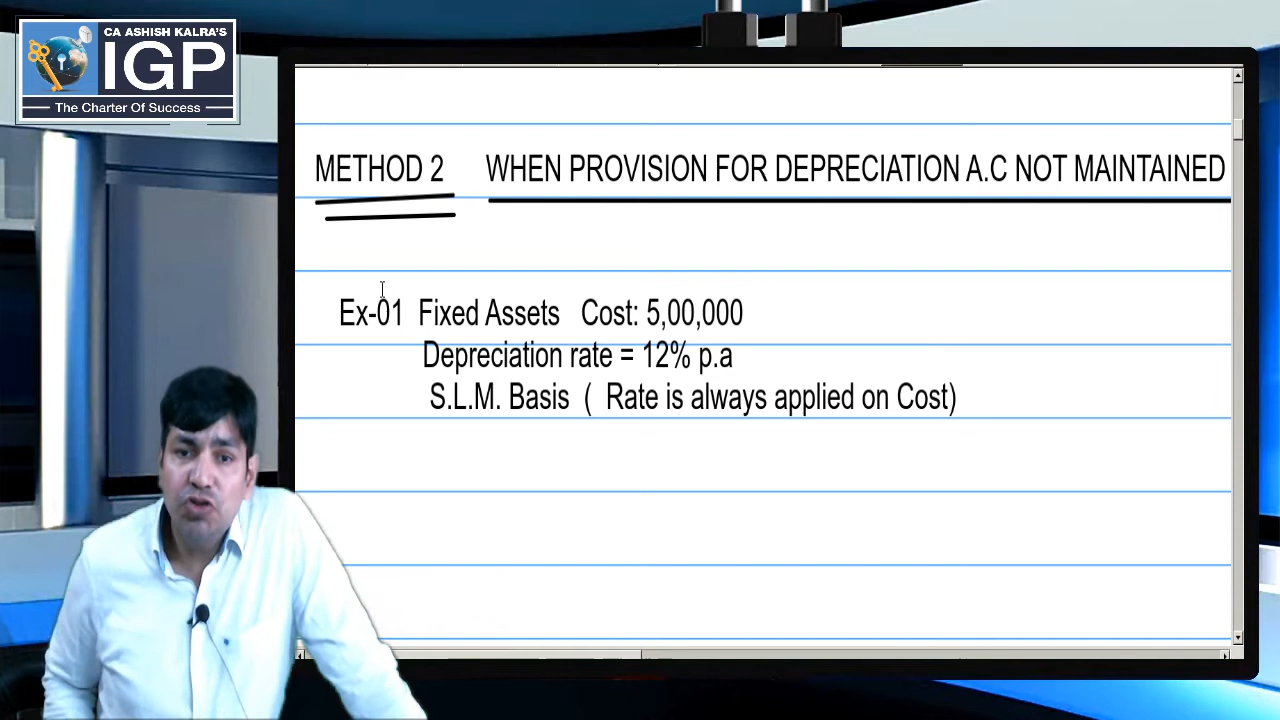 CA ASHISH KALRA'S
IGP
The Charter Of Success
METHOD 2 WHEN PROVISION FOR DEPRECIATION A.C NOT MAINTAINED
Ex-01 Fixed Assets Cost: 5,00,000
Depreciation rate = 12% p.a
S.L.M. Basis ( Rate is always applied on Cost)